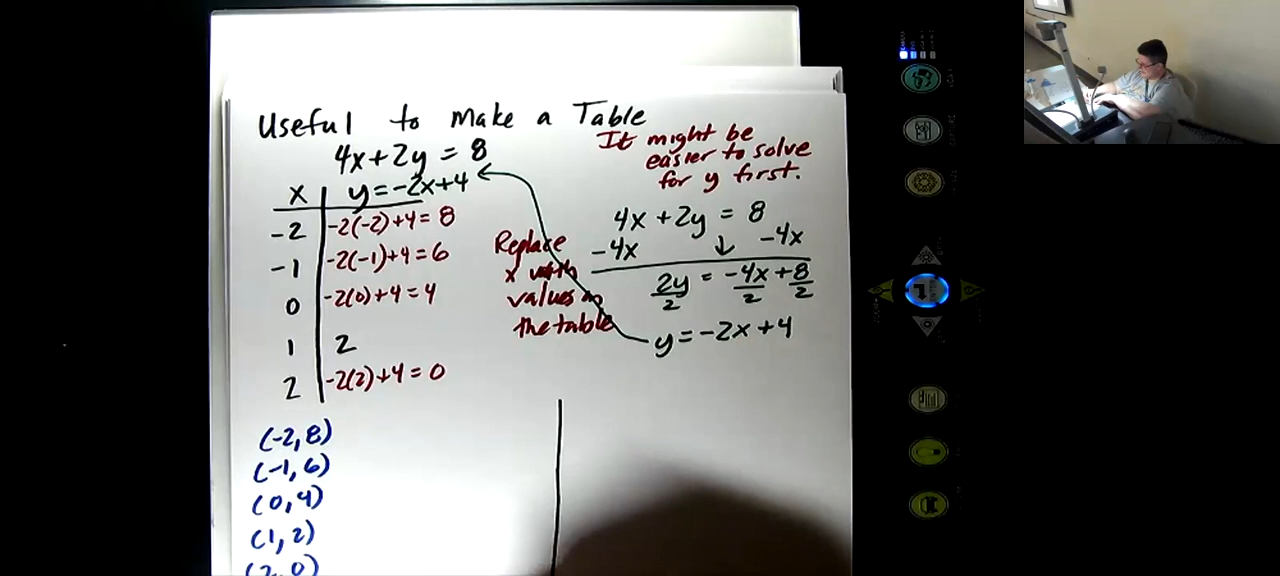 Useful to Make a Table
4x+2y = 8
It might be
easier to solve
for y first.
x y=-2x+4
-2 -2(-2)+4=8
-1 -2(-1)+4=6
0 -2(0)+4=4
1 2
2 -2(2)+4=0
Replace
x with
values in
the table
4x+2y = 8
-4x ↓ -4x
2y = -4x+8
2 2 2
y=-2x+4
(-2,8)
(-1,6)
(0,4)
(1,2)
(2,0)